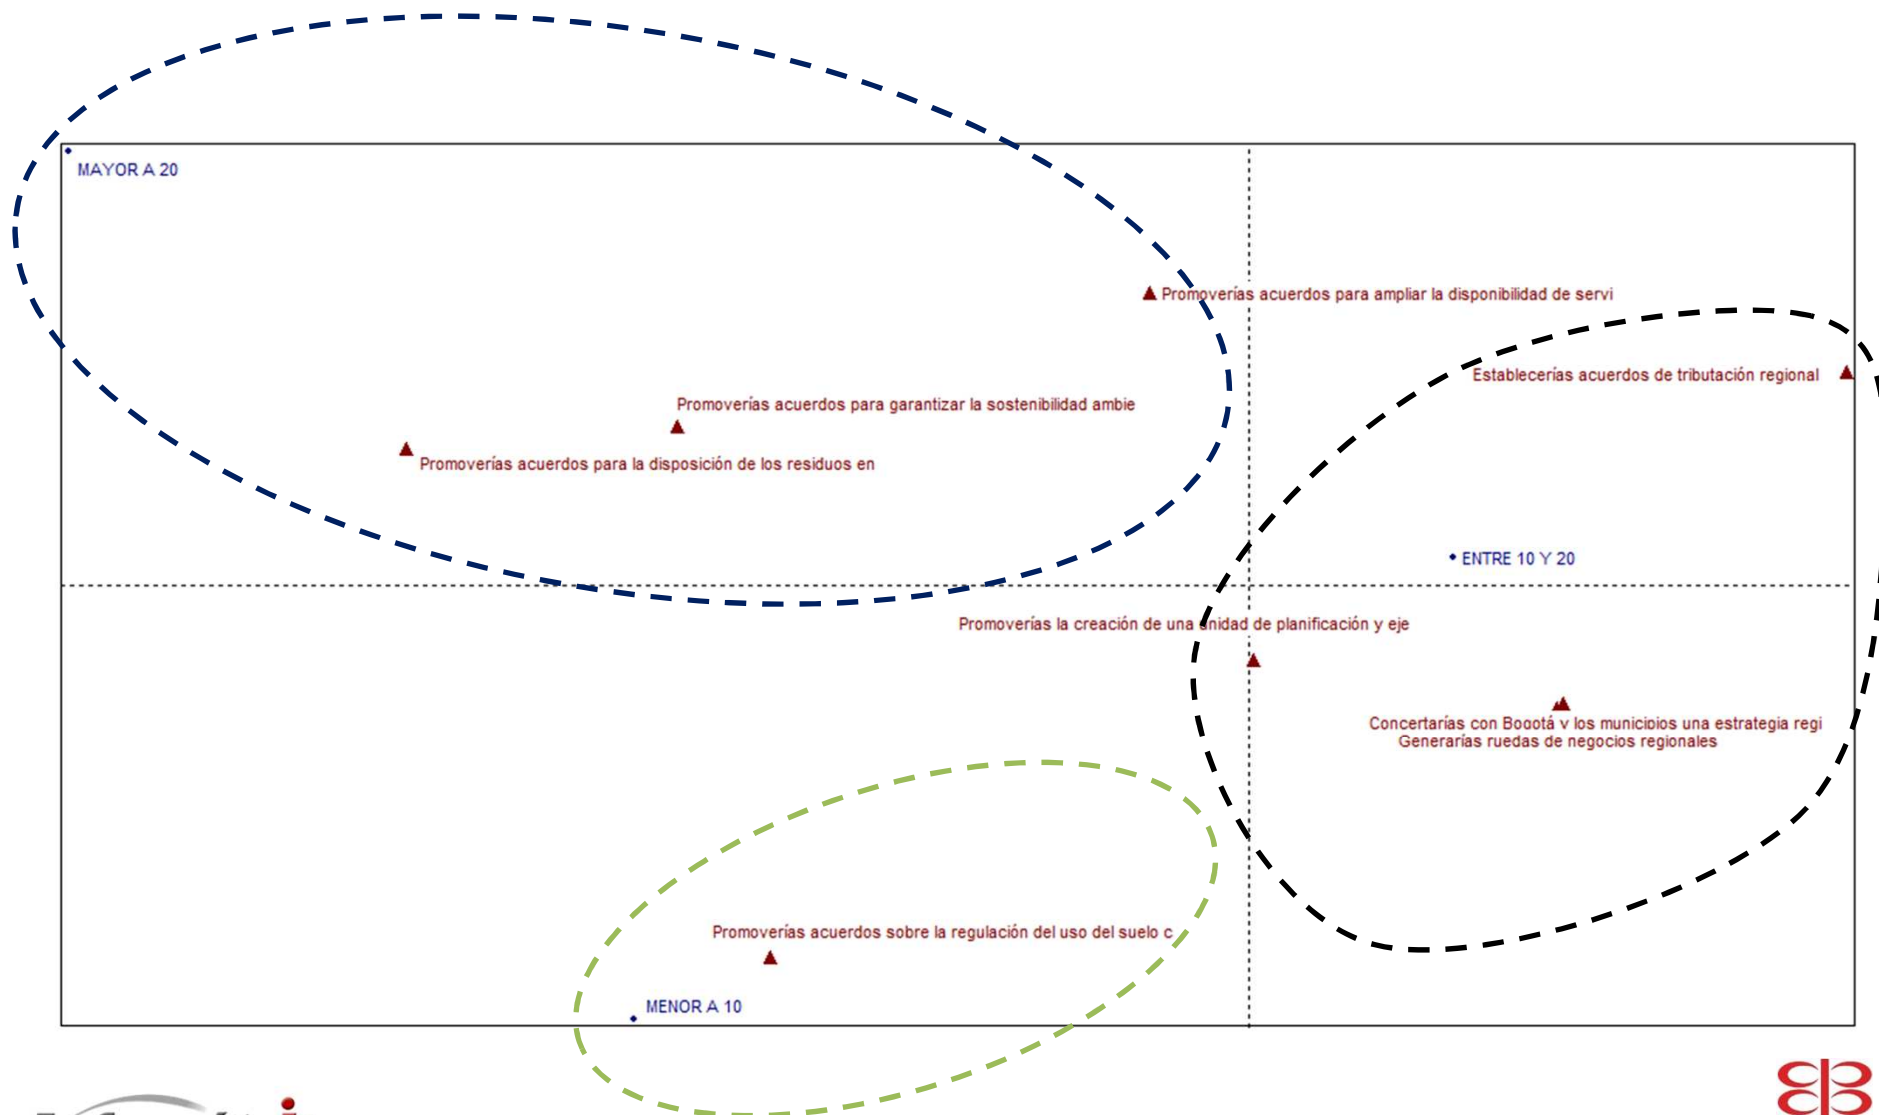 MAYOR A 20
Promoverías acuerdos para ampliar la disponibilidad de servi
Establecerías acuerdos de tributación regional
Promoverías acuerdos para garantizar la sostenibilidad ambie
Promoverías acuerdos para la disposición de los residuos en
ENTRE 10 Y 20
Promoverías la creación de una unidad de planificación y eje
Concertarías con Bogotá y los municipios una estrategia regi
Generarías ruedas de negocios regionales
Promoverías acuerdos sobre la regulación del uso del suelo c
MENOR A 10